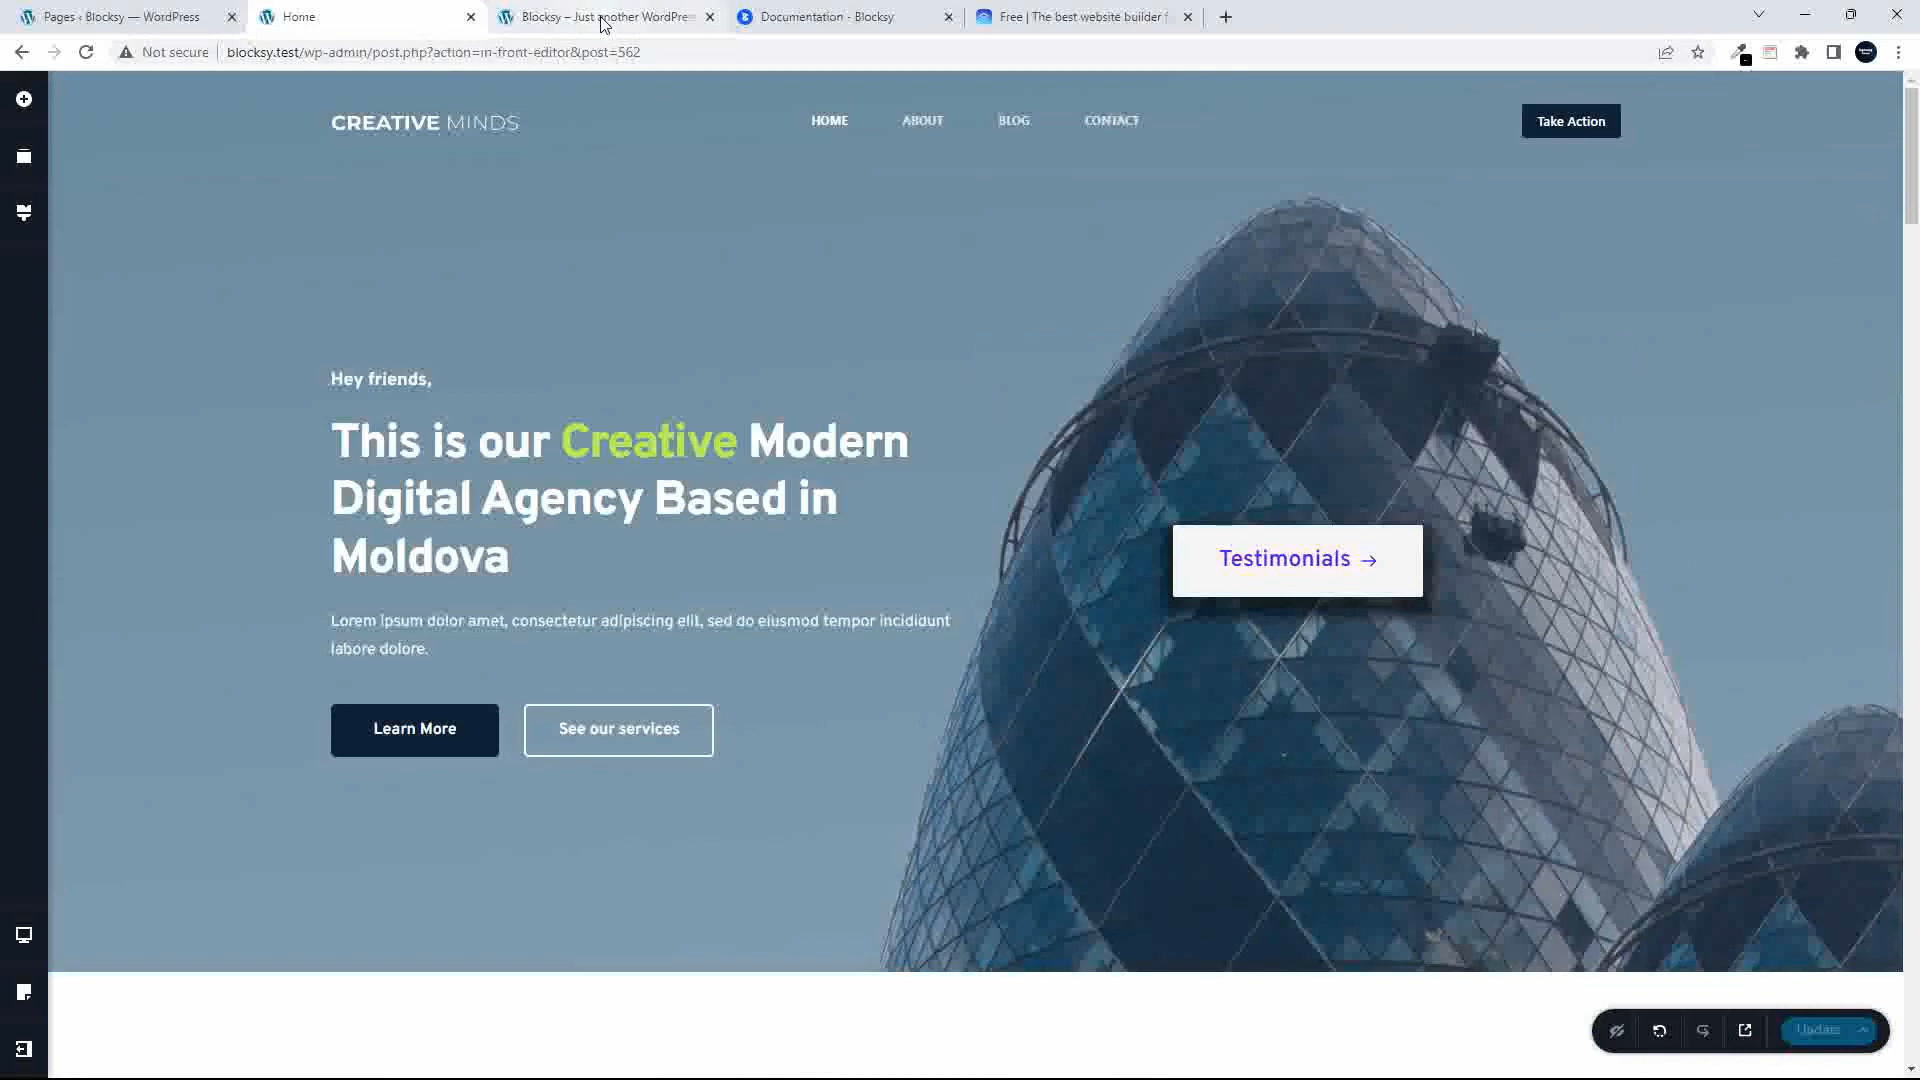 Pages ‹ Blocksy — WordPress
Home
Blocksy – Just another WordPres
Documentation - Blocksy
Free | The best website builder f
Not secure
blocksy.test/wp-admin/post.php?action=in-front-editor&post=562
CREATIVE MINDS
HOME
ABOUT
BLOG
CONTACT
Take Action
Hey friends,
This is our Creative Modern
Digital Agency Based in
Moldova
Testimonials →
Lorem ipsum dolor amet, consectetur adipiscing elit, sed do eiusmod tempor incididunt
labore dolore.
Learn More
See our services
Update